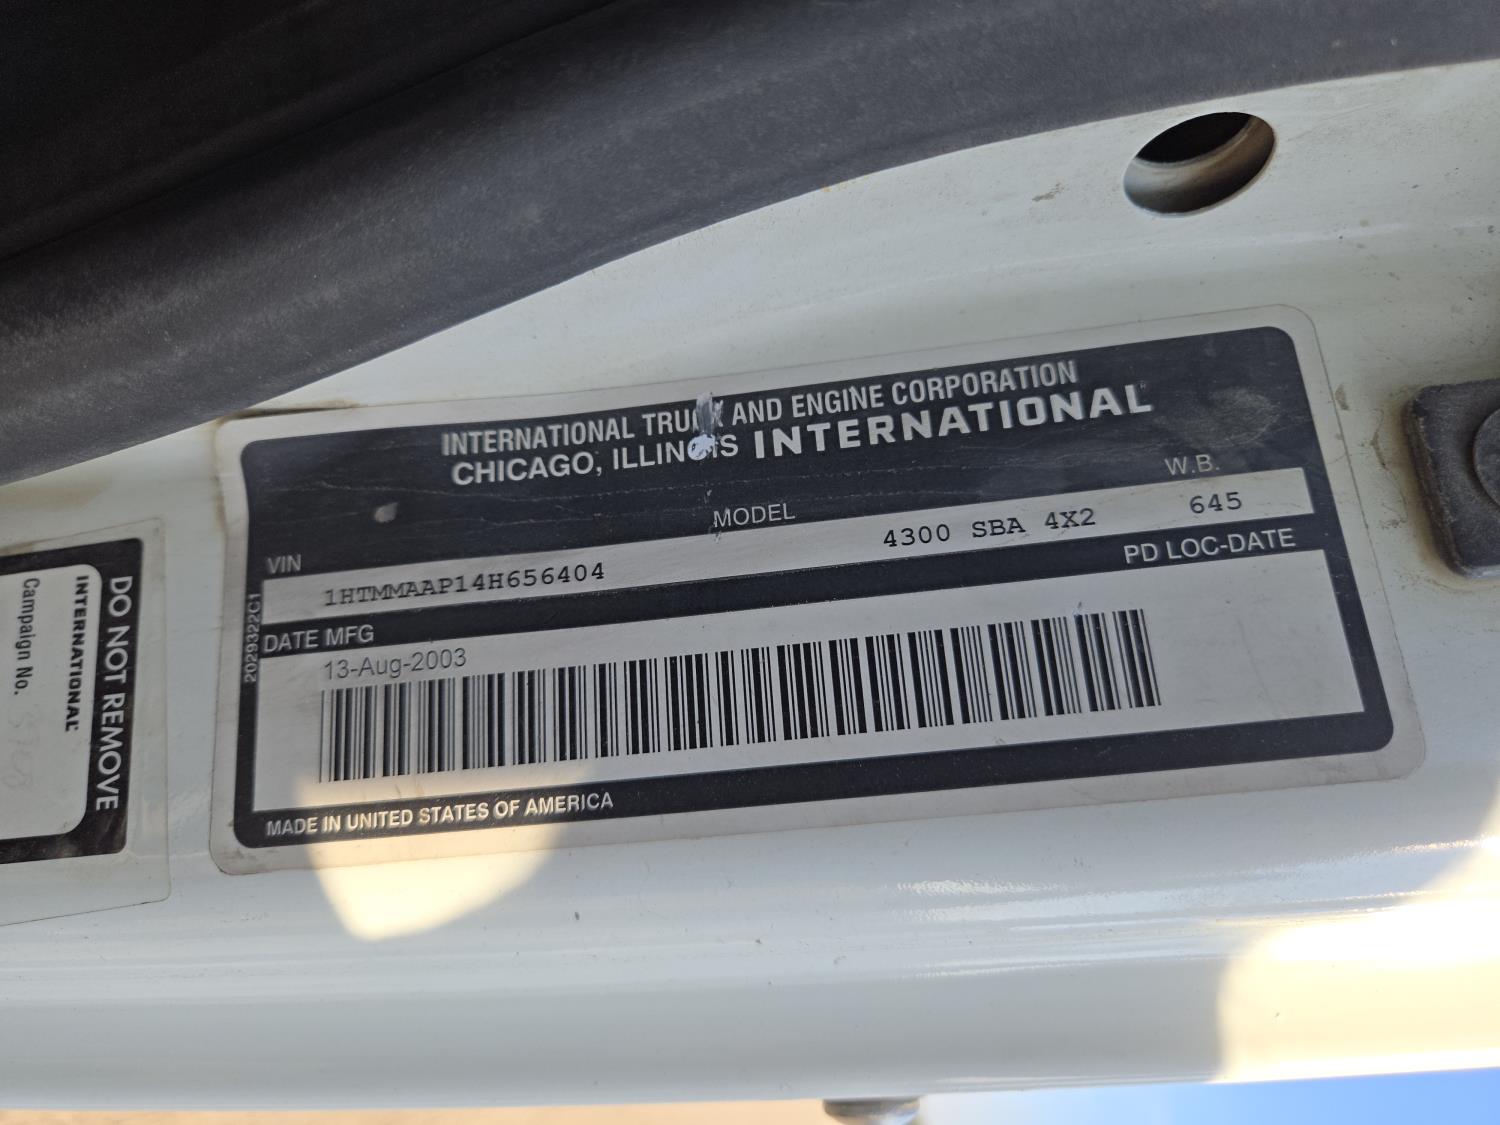 INTERNATIONAL TRUCK AND ENGINE CORPORATION
CHICAGO, ILLINOIS INTERNATIONAL
VIN MODEL W.B.
1HTMMAAP14H656404 4300 SBA 4X2 645
DATE MFG PD LOC-DATE
13-Aug-2003
MADE IN UNITED STATES OF AMERICA
2029322C1
DO NOT REMOVE
INTERNATIONAL
Campaign No.